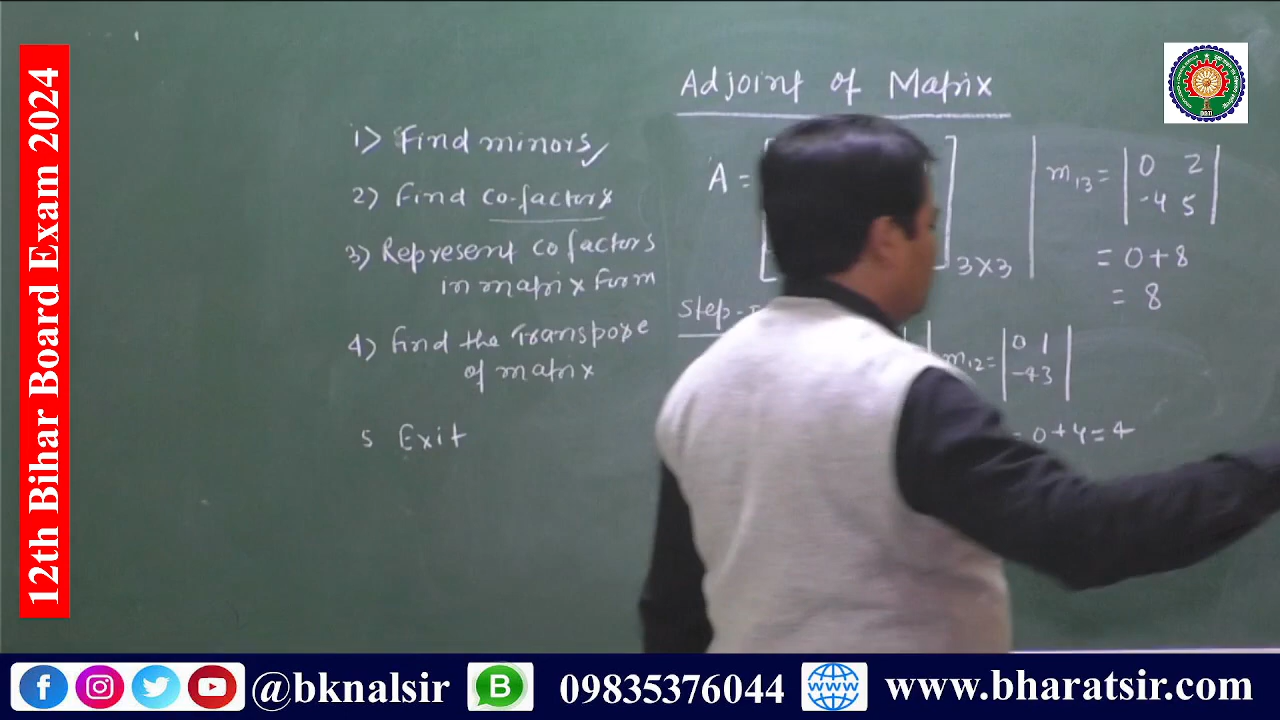 12th Bihar Board Exam 2024
Adjoint of Matrix
1) Find minors
2) Find co-factors
3) Represent co factors
in matrix form
4) Find the Transpose
of matrix
5 Exit
A =
3×3
m13 = | 0 2 |
| -4 5 |
= 0+8
= 8
Step-
m12 = | 0 1 |
| -4 3 |
= 0+4=4
@bknalsir
B
09835376044
www
www.bharatsir.com